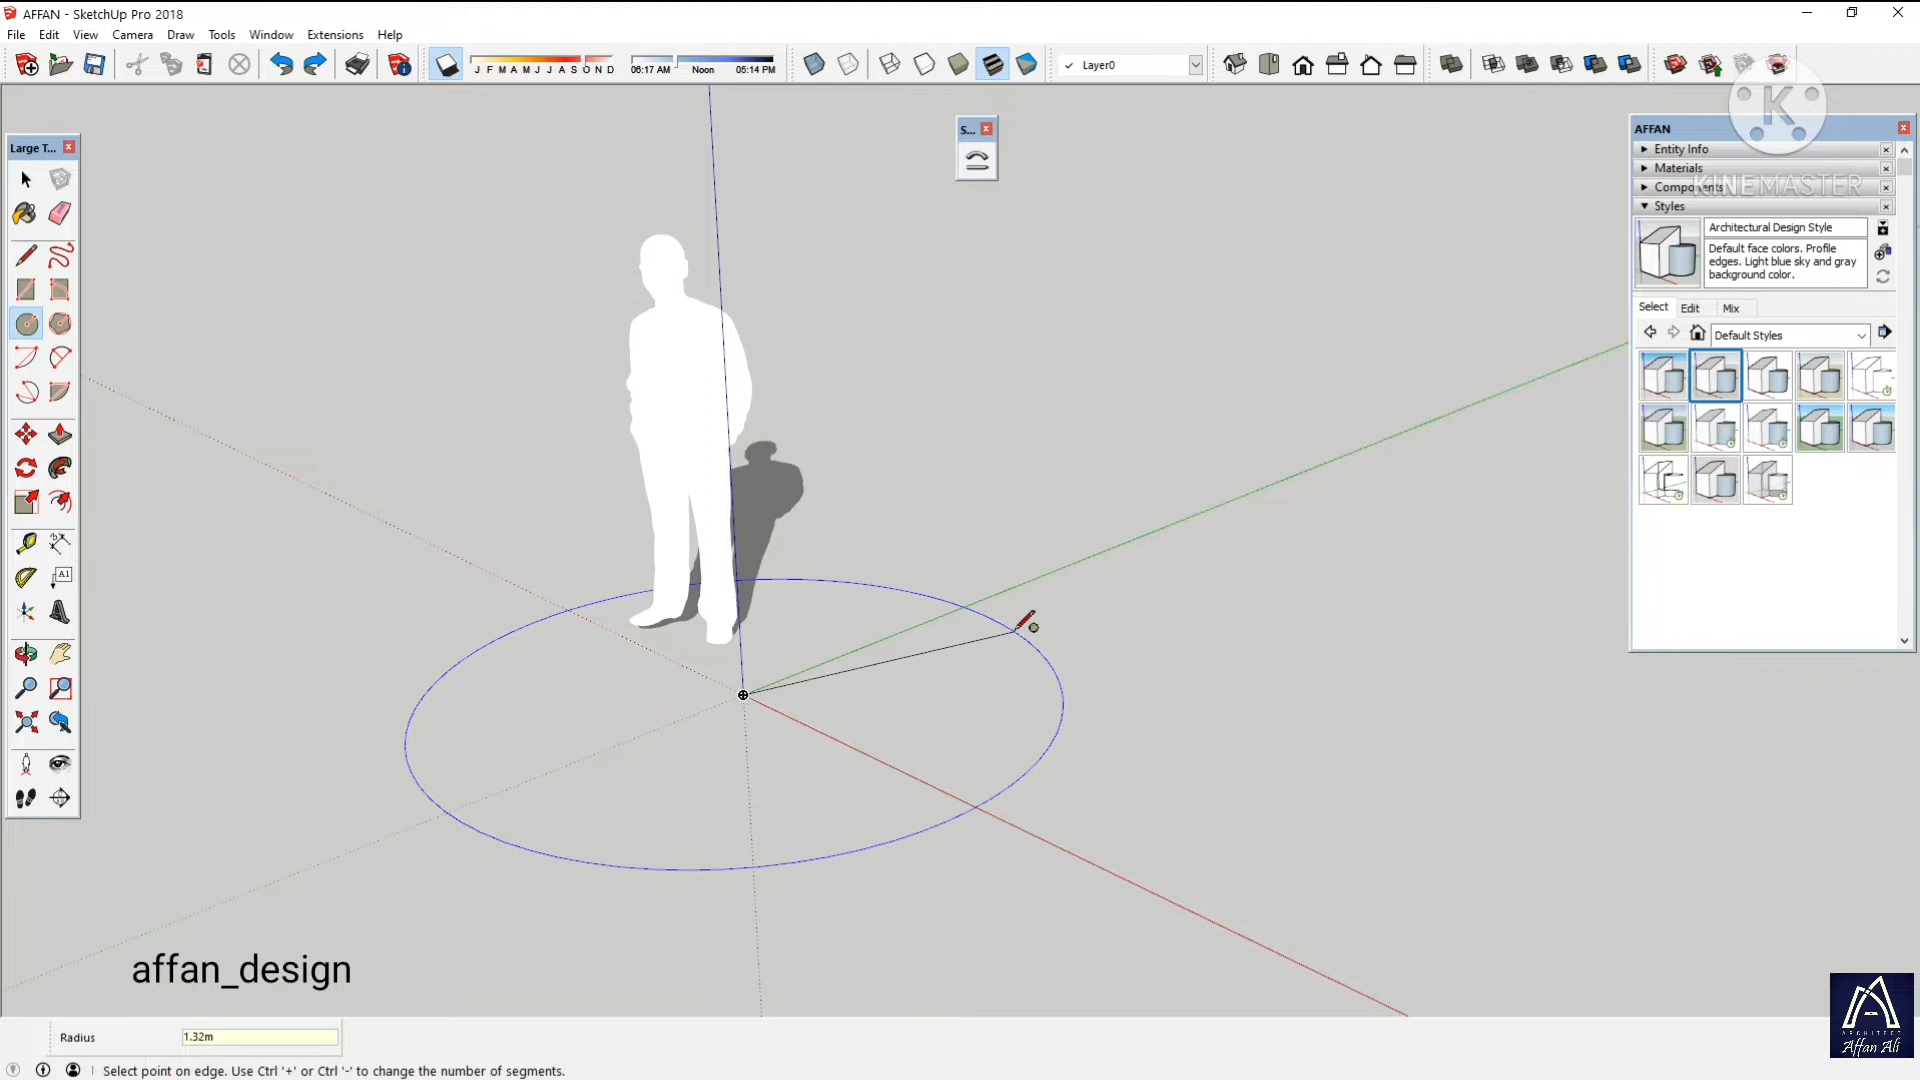 AFFAN - SketchUp Pro 2018
File Edit View Camera Draw Tools Window Extensions Help
J F M A M J J A S O N D
06:17 AM Noon 05:14 PM
Layer0
S...
Large T...
AFFAN
Entity Info
Materials
Components
KINEMASTER
K
Styles
Architectural Design Style
Default face colors. Profile
edges. Light blue sky and gray
background color.
Select Edit Mix
Default Styles
A1
affan_design
ARCHITECT
Affan Ali
Radius 1.32m
Select point on edge. Use Ctrl '+' or Ctrl '-' to change the number of segments.